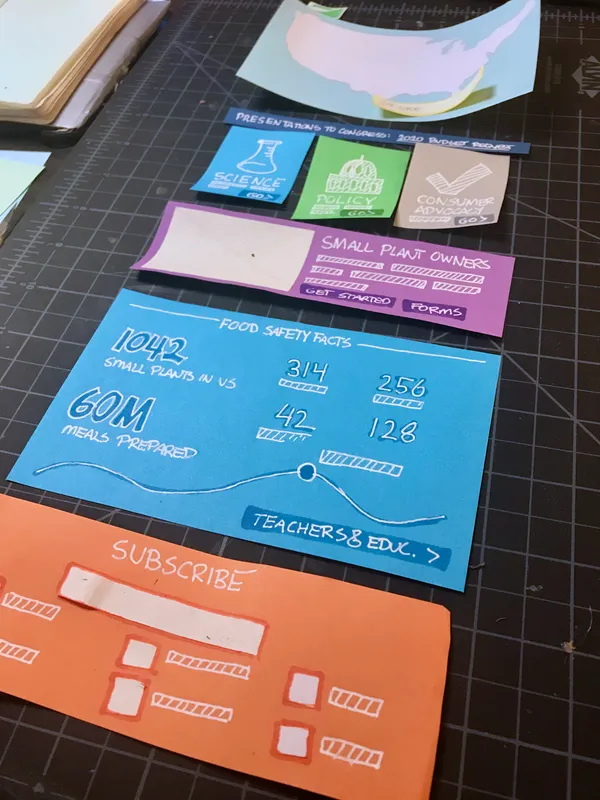 PRESENTATIONS TO CONGRESS: 2020 BUDGET REQUEST
SCIENCE
GO>
POLICY
GO>
CONSUMER
ADVOCACY
GO>
SMALL PLANT OWNERS
GET STARTED
FORMS
FOOD SAFETY FACTS
1042
SMALL PLANTS IN US
314
256
60M
MEALS PREPARED
42
128
TEACHERS & EDUC. >
SUBSCRIBE